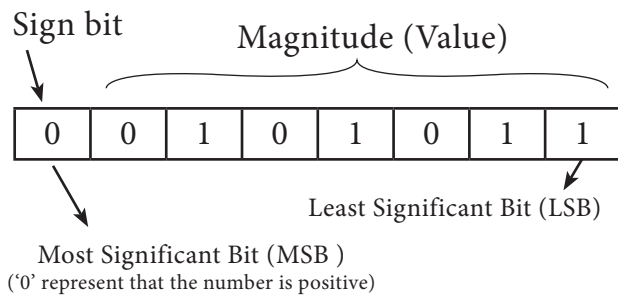 Sign bit
Magnitude (Value)
0 0 1 0 1 0 1 1
Least Significant Bit (LSB)
Most Significant Bit (MSB )
(‘0’ represent that the number is positive)